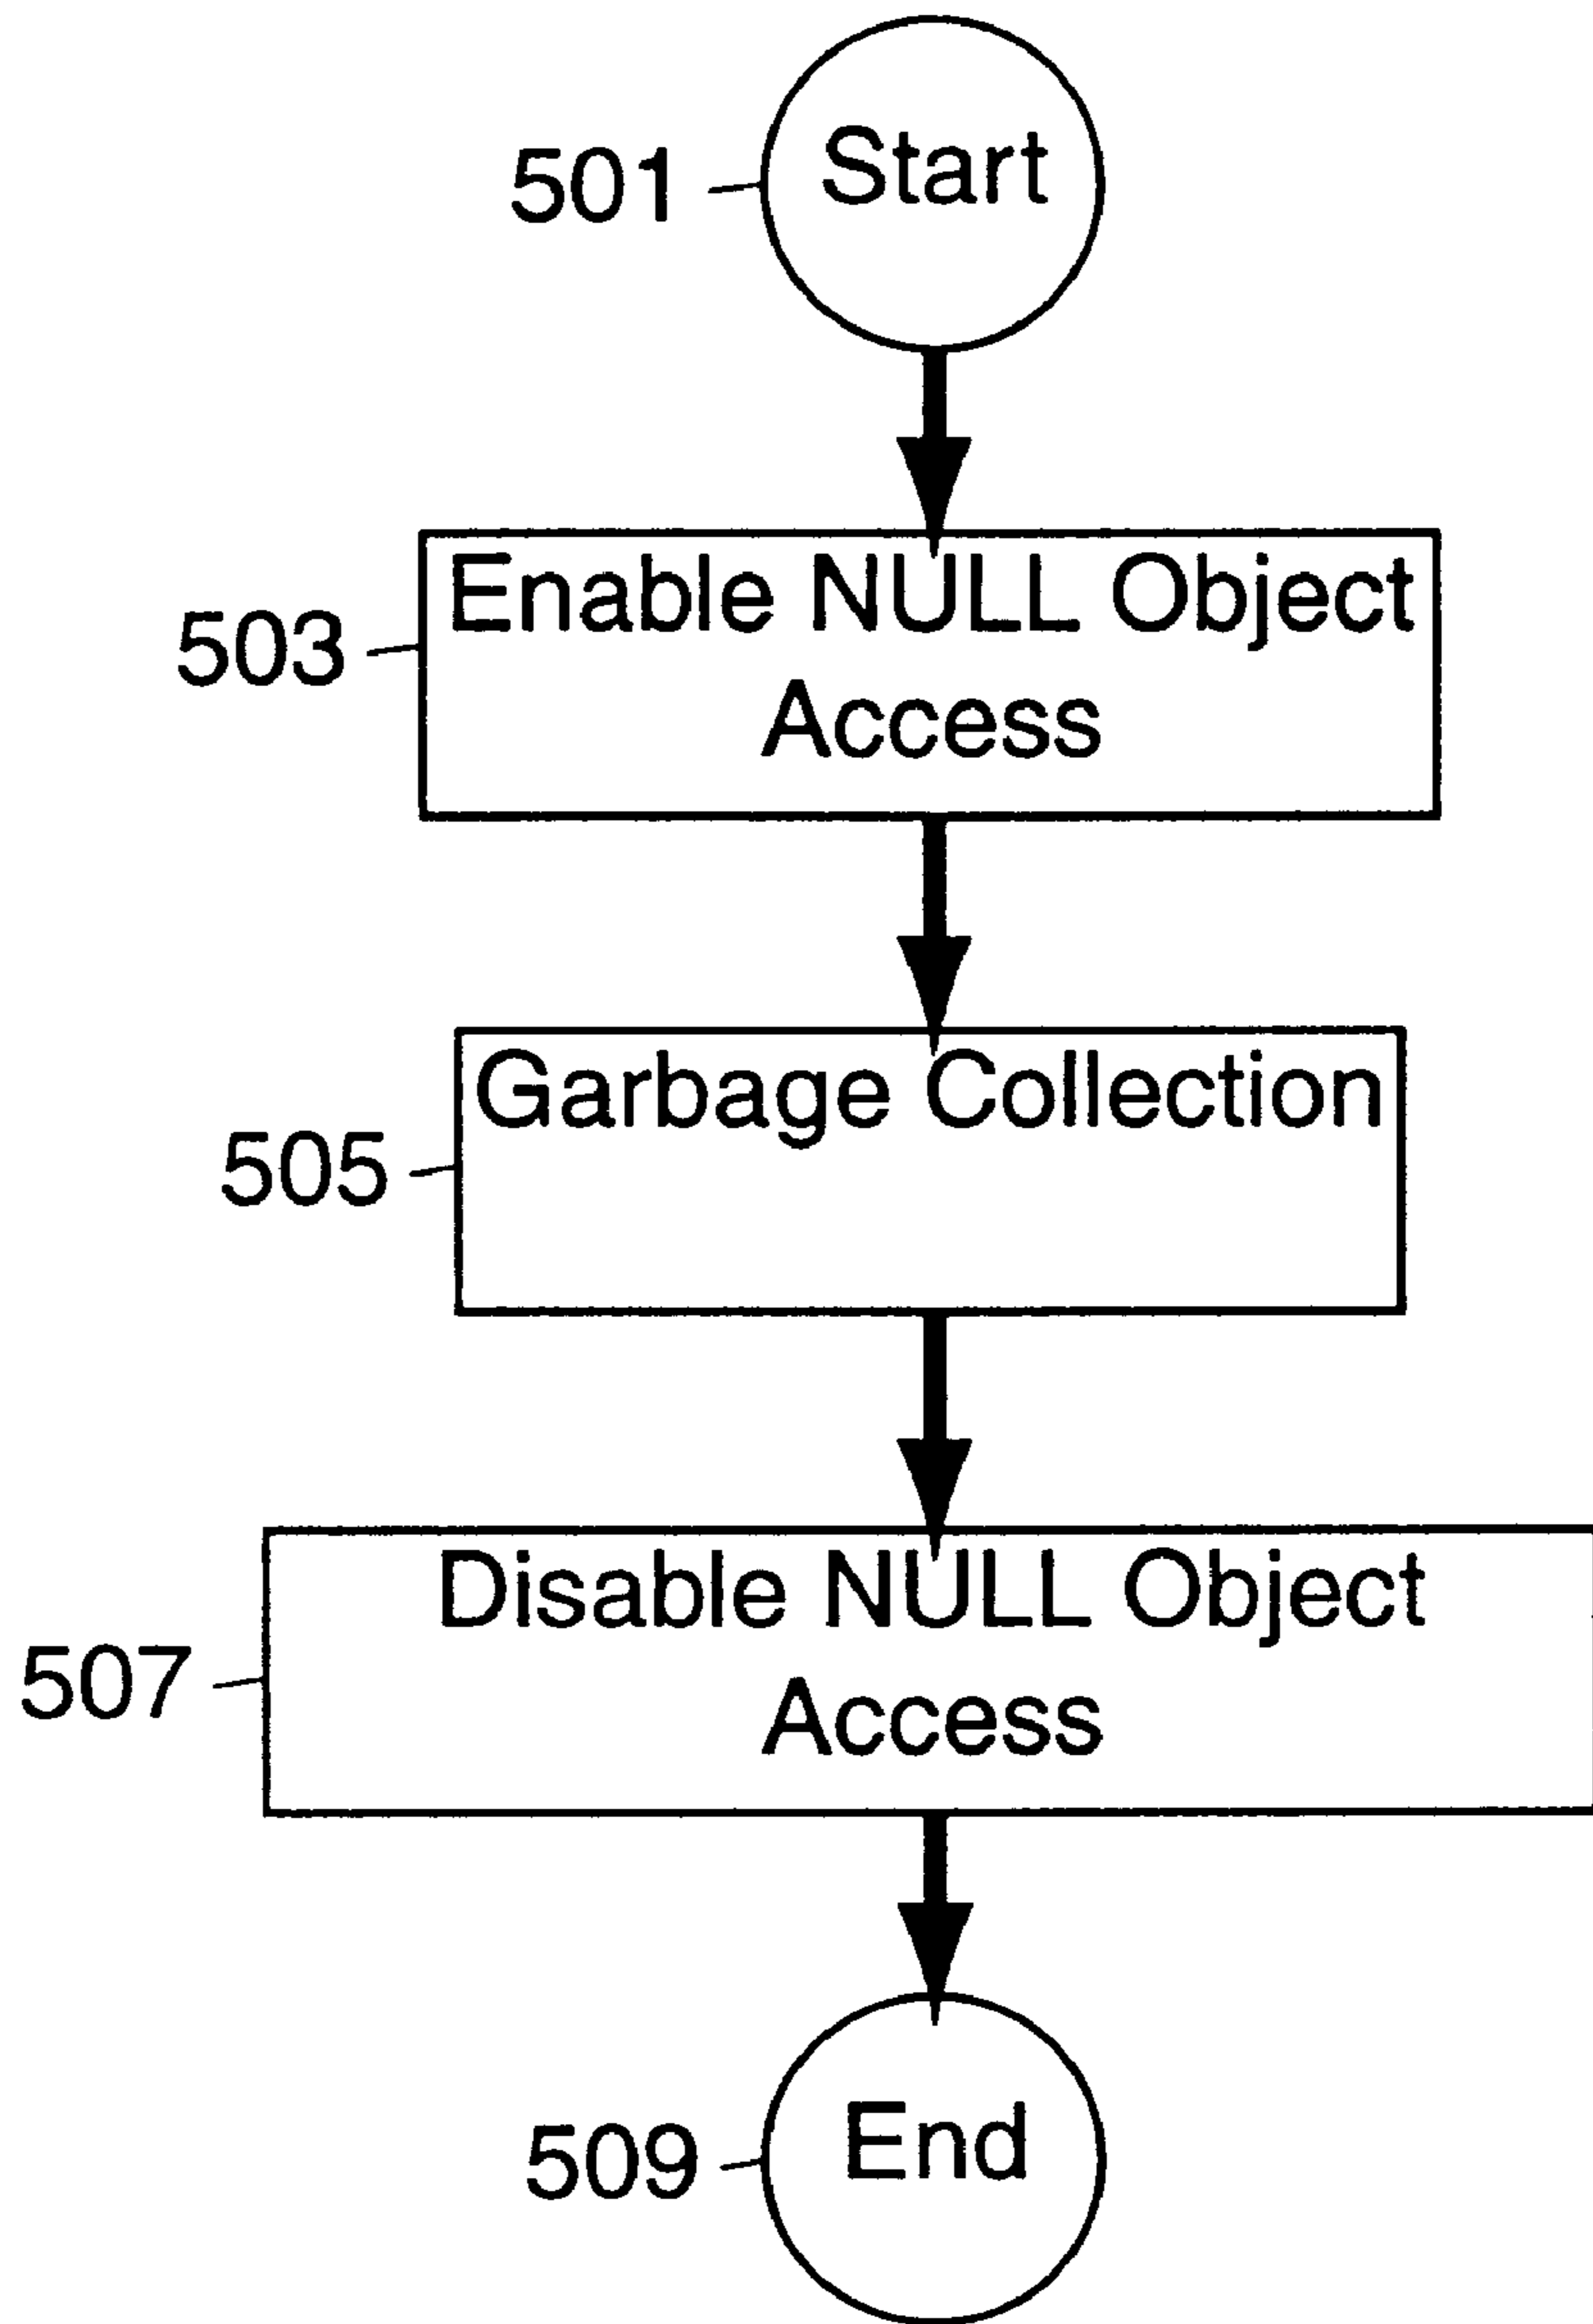 501
Start
503
Enable NULL Object
Access
505
Garbage Collection
507
Disable NULL Object
Access
509
End